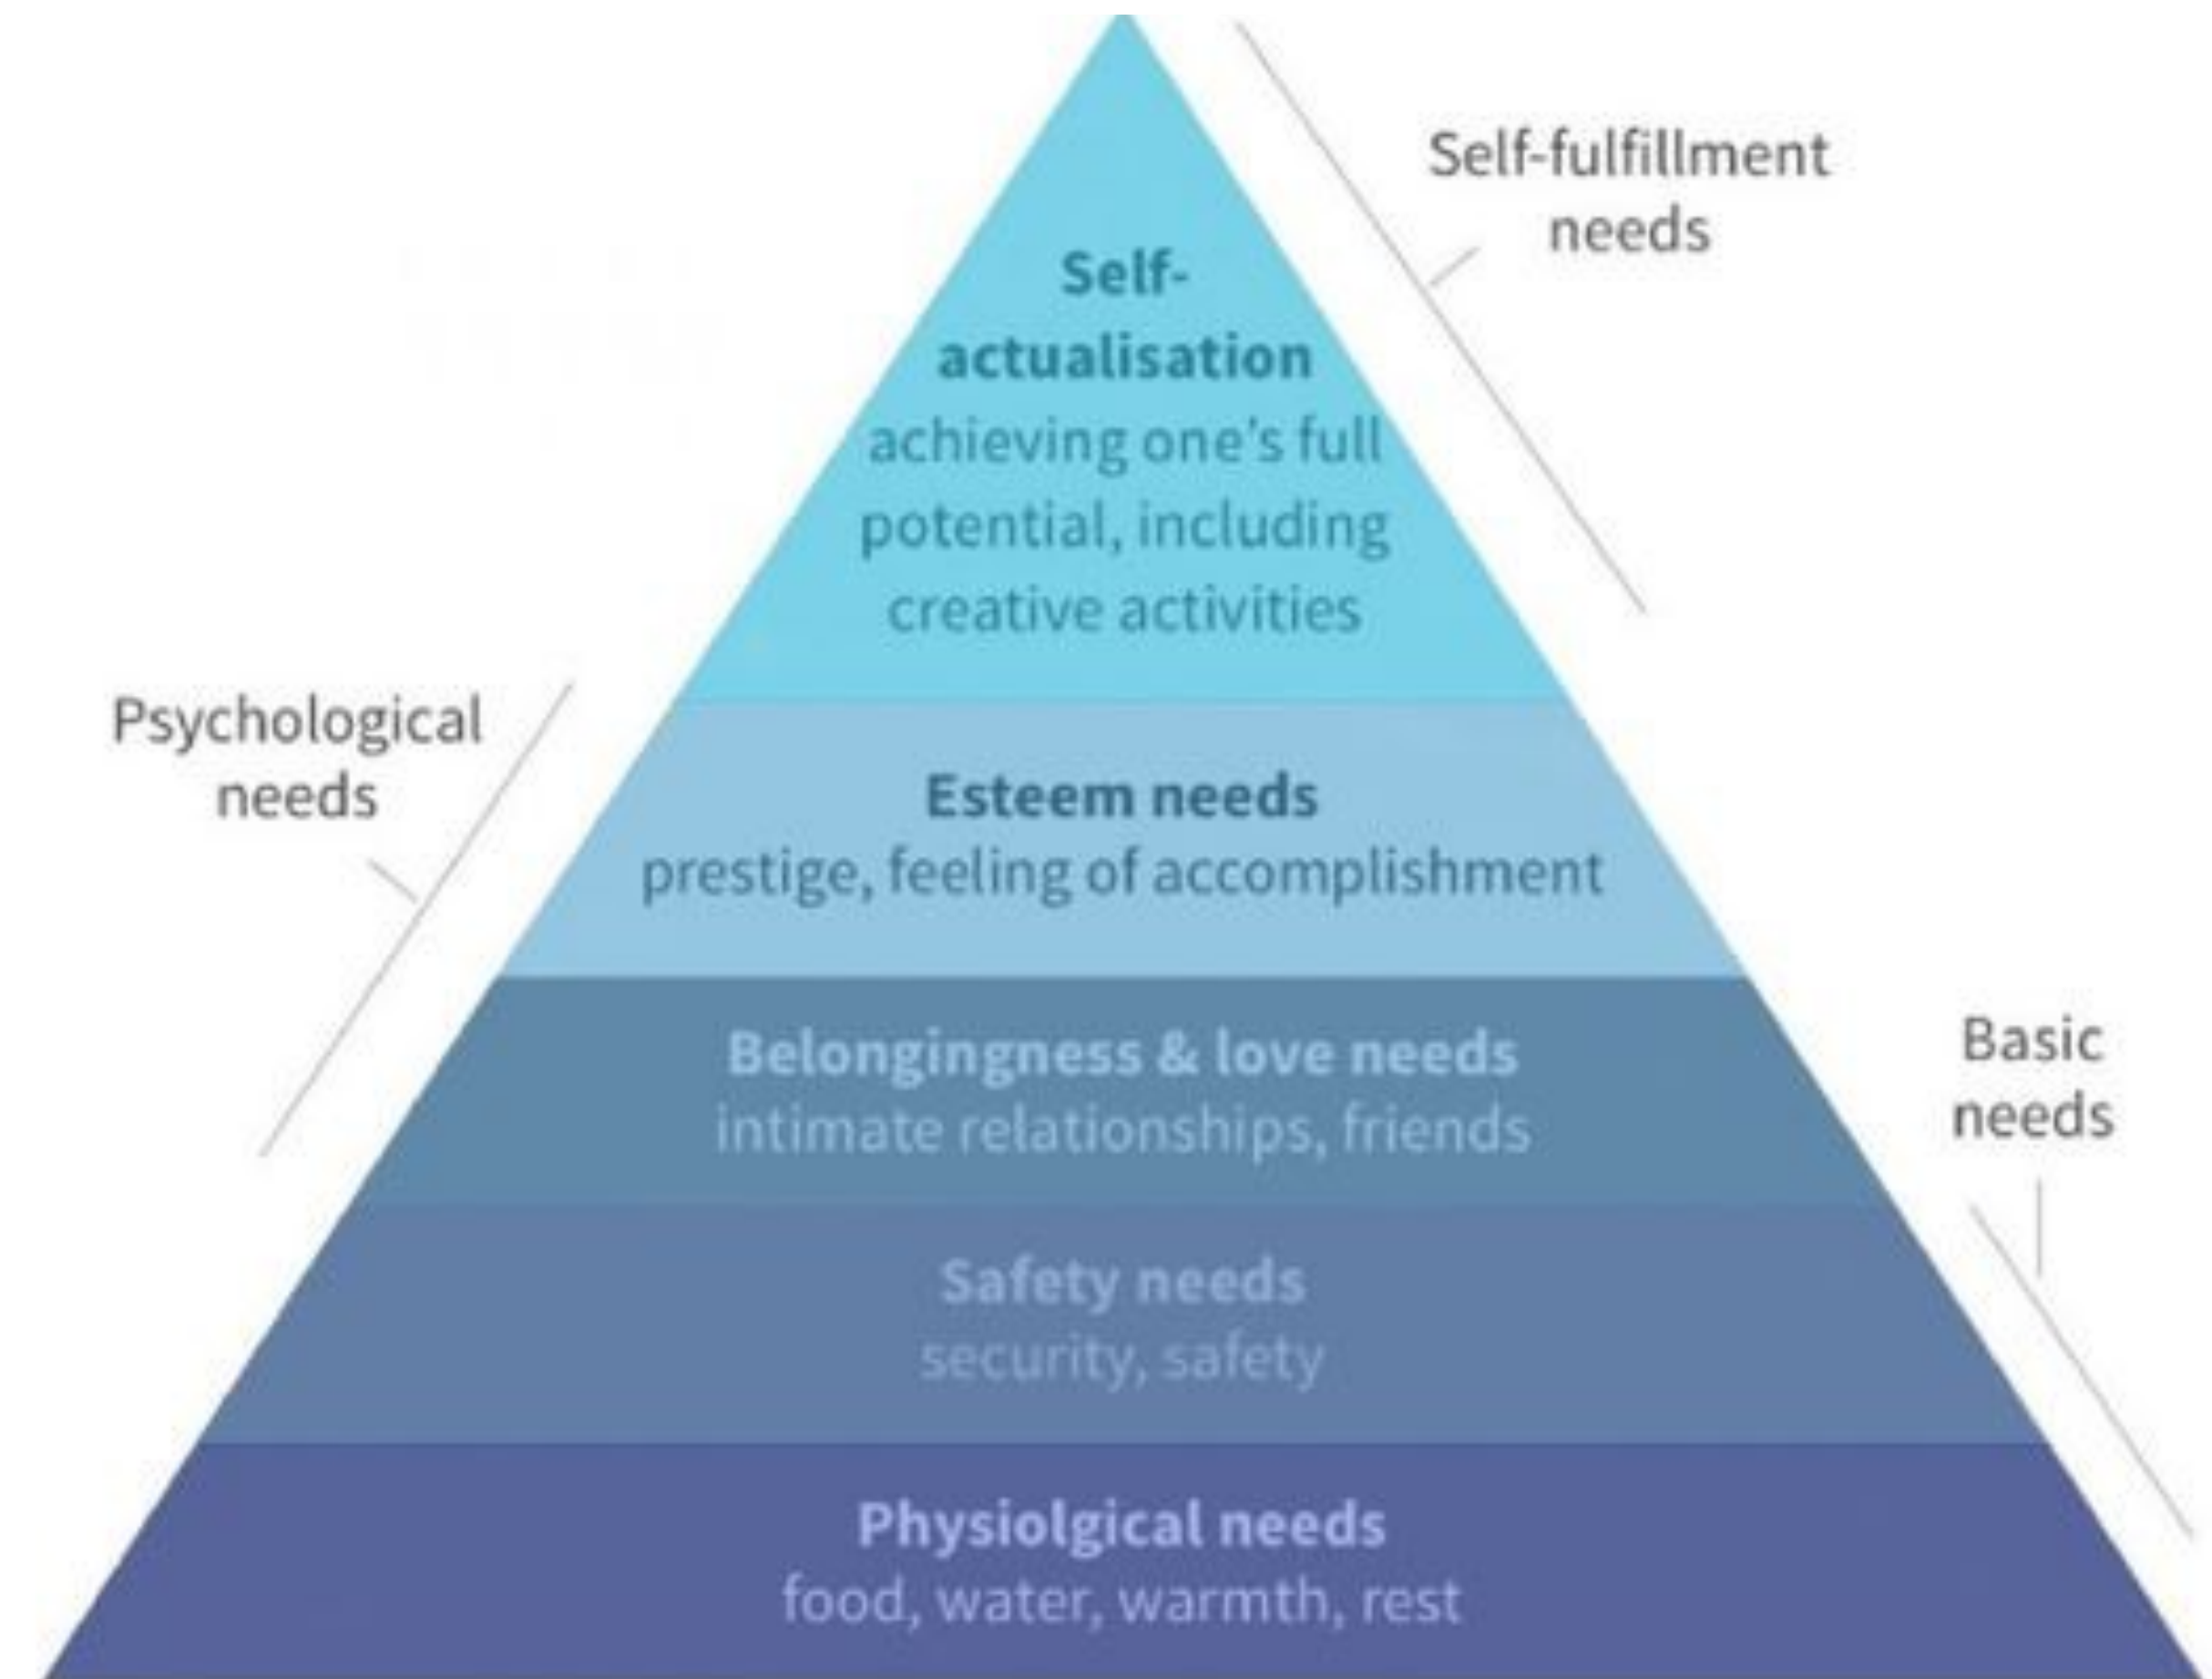 Self-fulfillment
needs
Self-
actualisation
achieving one's full
potential, including
creative activities
Psychological
needs
Esteem needs
prestige, feeling of accomplishment
Belongingness & love needs
intimate relationships, friends
Basic
needs
Safety needs
security, safety
Physiolgical needs
food, water, warmth, rest